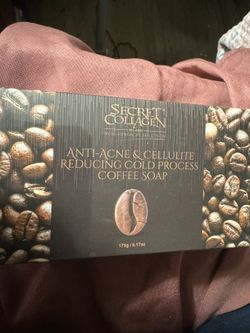 SECRET
COLLAGEN
ANTI-ACNE & CELLULITE
REDUCING COLD PROCESS
COFFEE SOAP
175g / 6.17oz